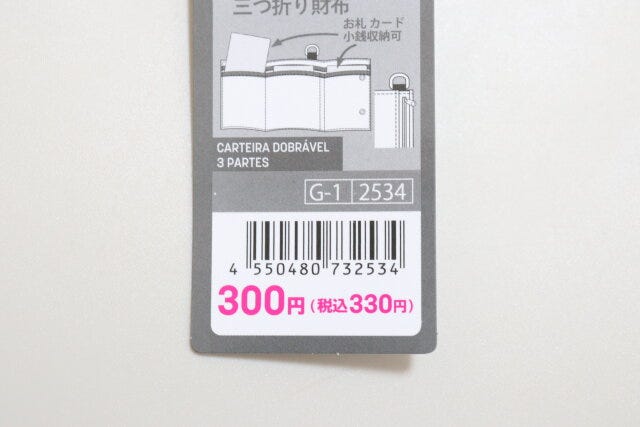 三つ折り財布
お札 カード
小銭収納可
CARTEIRA DOBRÁVEL
3 PARTES
G-1 2534
4 550480 732534
300円(税込330円)